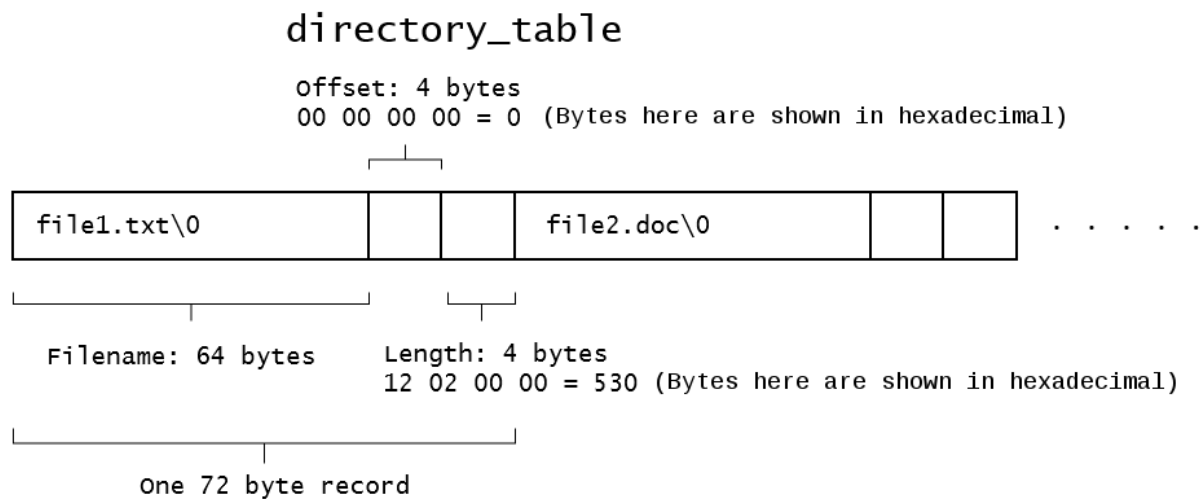 directory_table
Offset: 4 bytes
00 00 00 00 = 0 (Bytes here are shown in hexadecimal)
file1.txt\0
file2.doc\0
. . . . .
Filename: 64 bytes
Length: 4 bytes
12 02 00 00 = 530 (Bytes here are shown in hexadecimal)
One 72 byte record